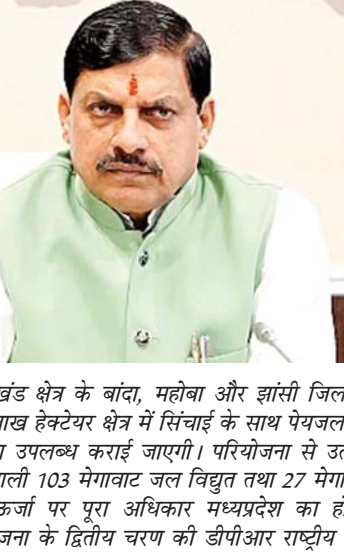 खंड क्षेत्र के बांदा, महोबा और झांसी जिल
ाख हेक्टेयर क्षेत्र में सिंचाई के साथ पेयजल
ा उपलब्ध कराई जाएगी। परियोजना से उत
ाली 103 मेगावाट जल विद्युत तथा 27 मेगा
ऊर्जा पर पूरा अधिकार मध्यप्रदेश का हो
जना के द्वितीय चरण की डीपीआर राष्ट्रीय